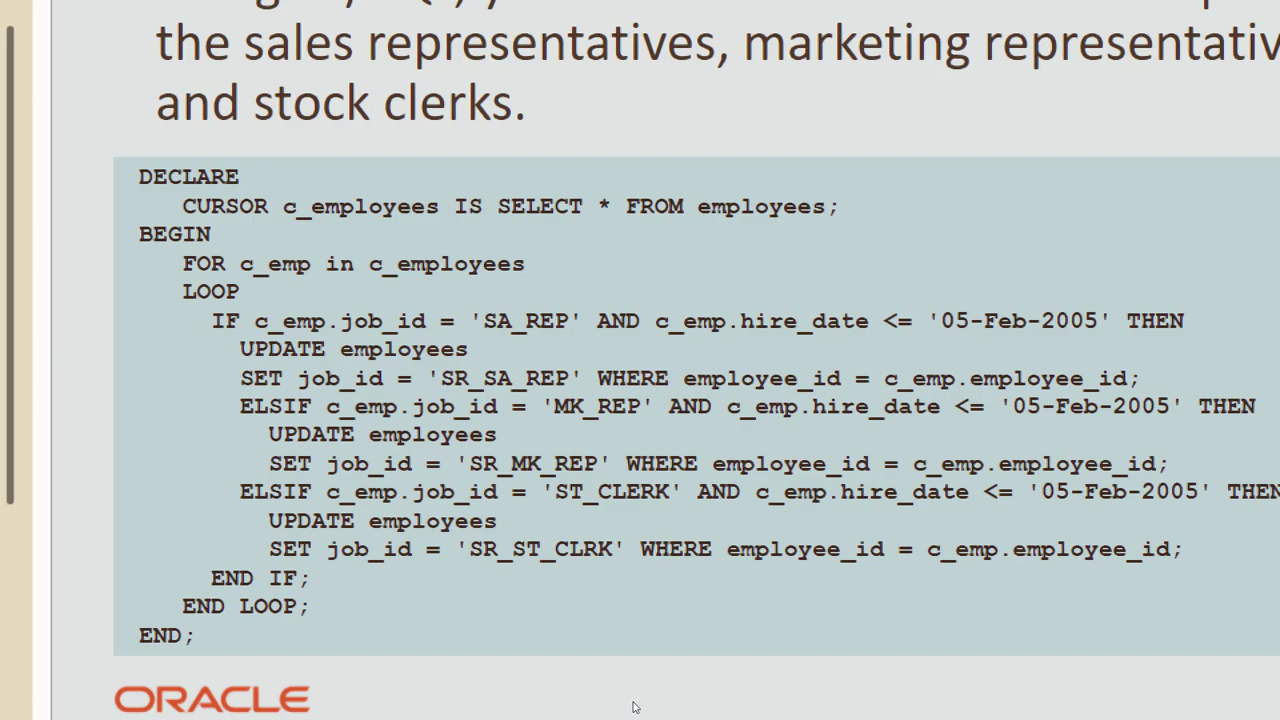 the sales representatives, marketing
and stock clerks.
DECLARE
CURSOR c_employees IS SELECT * FROM employees;
BEGIN
FOR c_emp in c_employees
LOOP
IF c_emp.job_id = 'SA_REP' AND c_emp.hire_date <= '05-Feb-2005' THEN
UPDATE employees
SET job_id = 'SR_SA_REP' WHERE employee_id = c_emp.employee_id;
ELSIF c_emp.job_id = 'MK_REP' AND c_emp.hire_date <= '05-Feb-2005' THEN
UPDATE employees
SET job_id = 'SR_MK_REP' WHERE employee_id = c_emp.employee_id;
ELSIF c_emp.job_id = 'ST_CLERK' AND c_emp.hire_date <= '05-Feb-2005' THEN
UPDATE employees
SET job_id = 'SR_ST_CLRK' WHERE employee_id = c_emp.employee_id;
END IF;
END LOOP;
END;
ORACLE